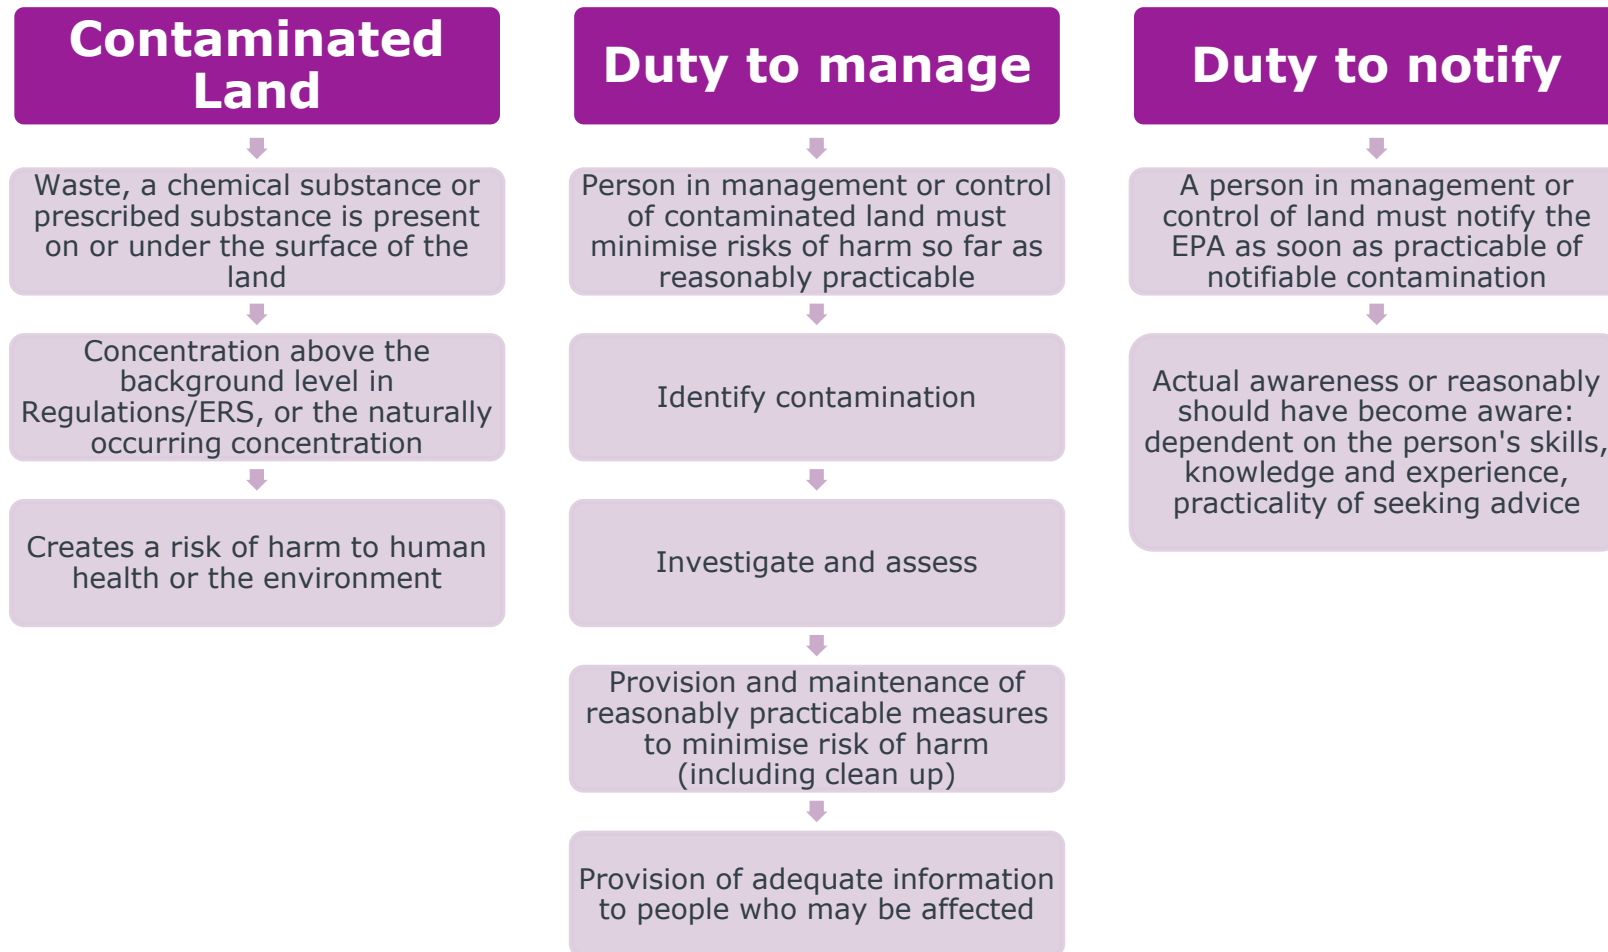 Contaminated
Land
Waste, a chemical substance or
prescribed substance is present
on or under the surface of the
land
Concentration above the
background level in
Regulations/ERS, or the naturally
occurring concentration
Creates a risk of harm to human
health or the environment
Duty to manage
Person in management or control
of contaminated land must
minimise risks of harm so far as
reasonably practicable
Identify contamination
Investigate and assess
Provision and maintenance of
reasonably practicable measures
to minimise risk of harm
(including clean up)
Provision of adequate information
to people who may be affected
Duty to notify
A person in management or
control of land must notify the
EPA as soon as practicable of
notifiable contamination
Actual awareness or reasonably
should have become aware:
dependent on the person's skills,
knowledge and experience,
practicality of seeking advice